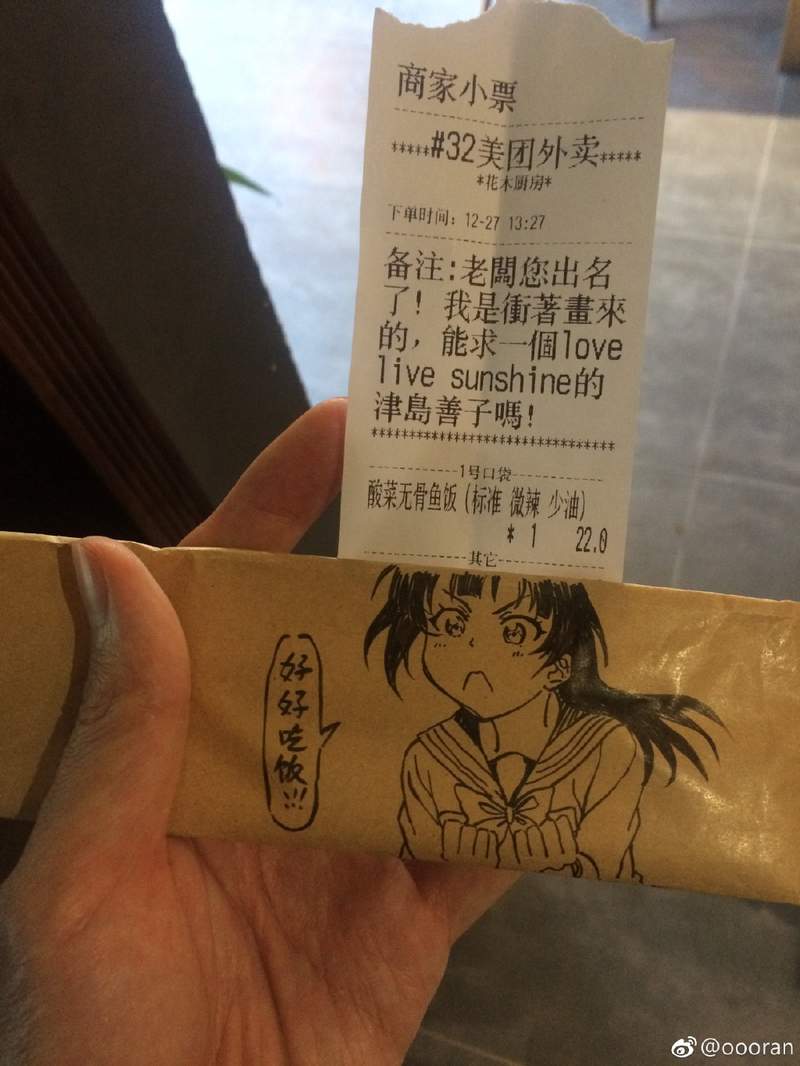 商家小票
*****#32美团外卖*****
*花木厨房*
下单时间: 12-27 13:27
备注:老闆您出名
了! 我是衝著畫來
的, 能求一個love
live sunshine的
津島善子嗎!
********************************
------------1号口袋------------
酸菜无骨鱼饭 (标准 微辣 少油)
* 1 22.0
------------其它------------
好好吃饭!!!
@oooran